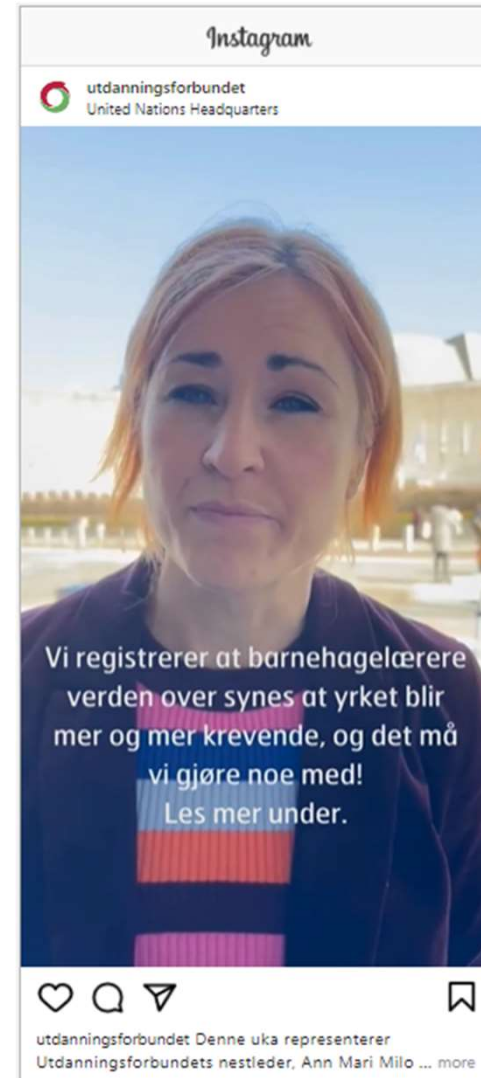 Instagram
utdanningsforbundet
United Nations Headquarters
Vi registrerer at barnehagelærere
verden over synes at yrket blir
mer og mer krevende, og det må
vi gjøre noe med!
Les mer under.
utdanningsforbundet Denne uka representerer
Utdanningsforbundets nestleder, Ann Mari Milo ... more